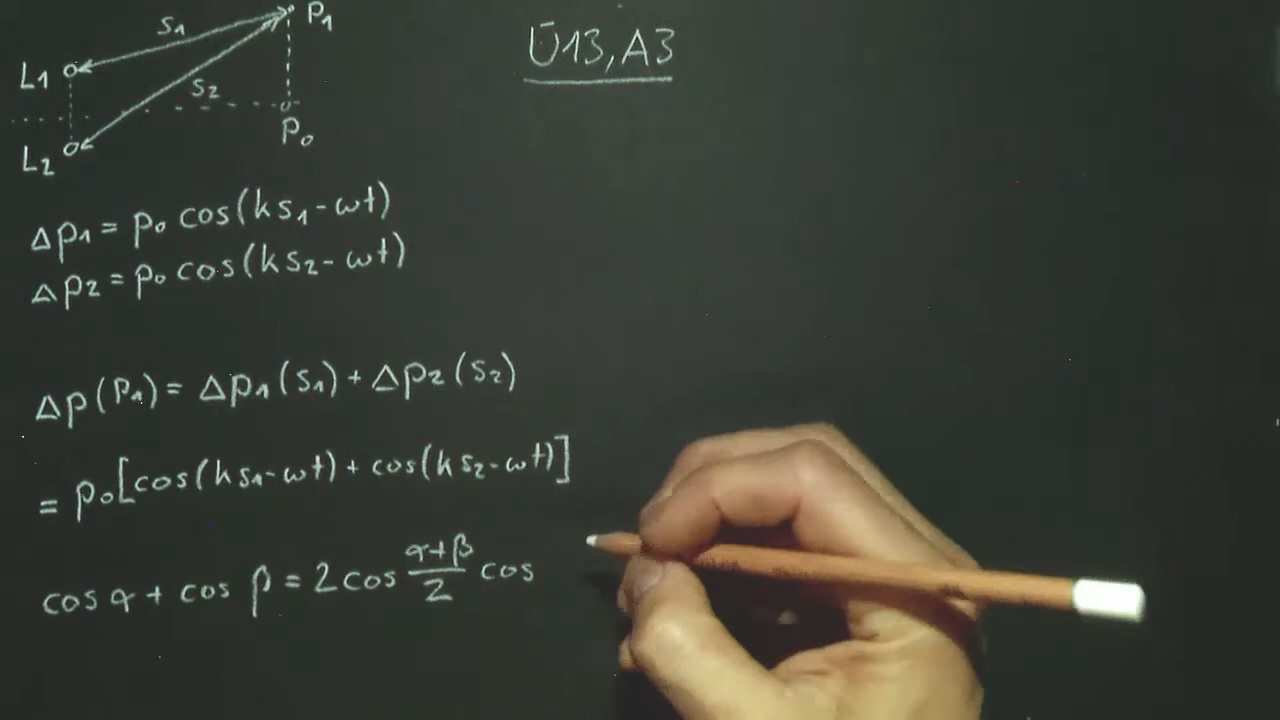 Ü13, A3
S1
P1
L1
S2
L2
P0
Δp1 = p0 cos(ks1-ωt)
Δp2 = p0 cos(ks2-ωt)
Δp(P1) = Δp1(s1) + Δp2(s2)
= p0[cos(ks1-ωt) + cos(ks2-ωt)]
cos α + cos β = 2 cos (α+β)/2 cos